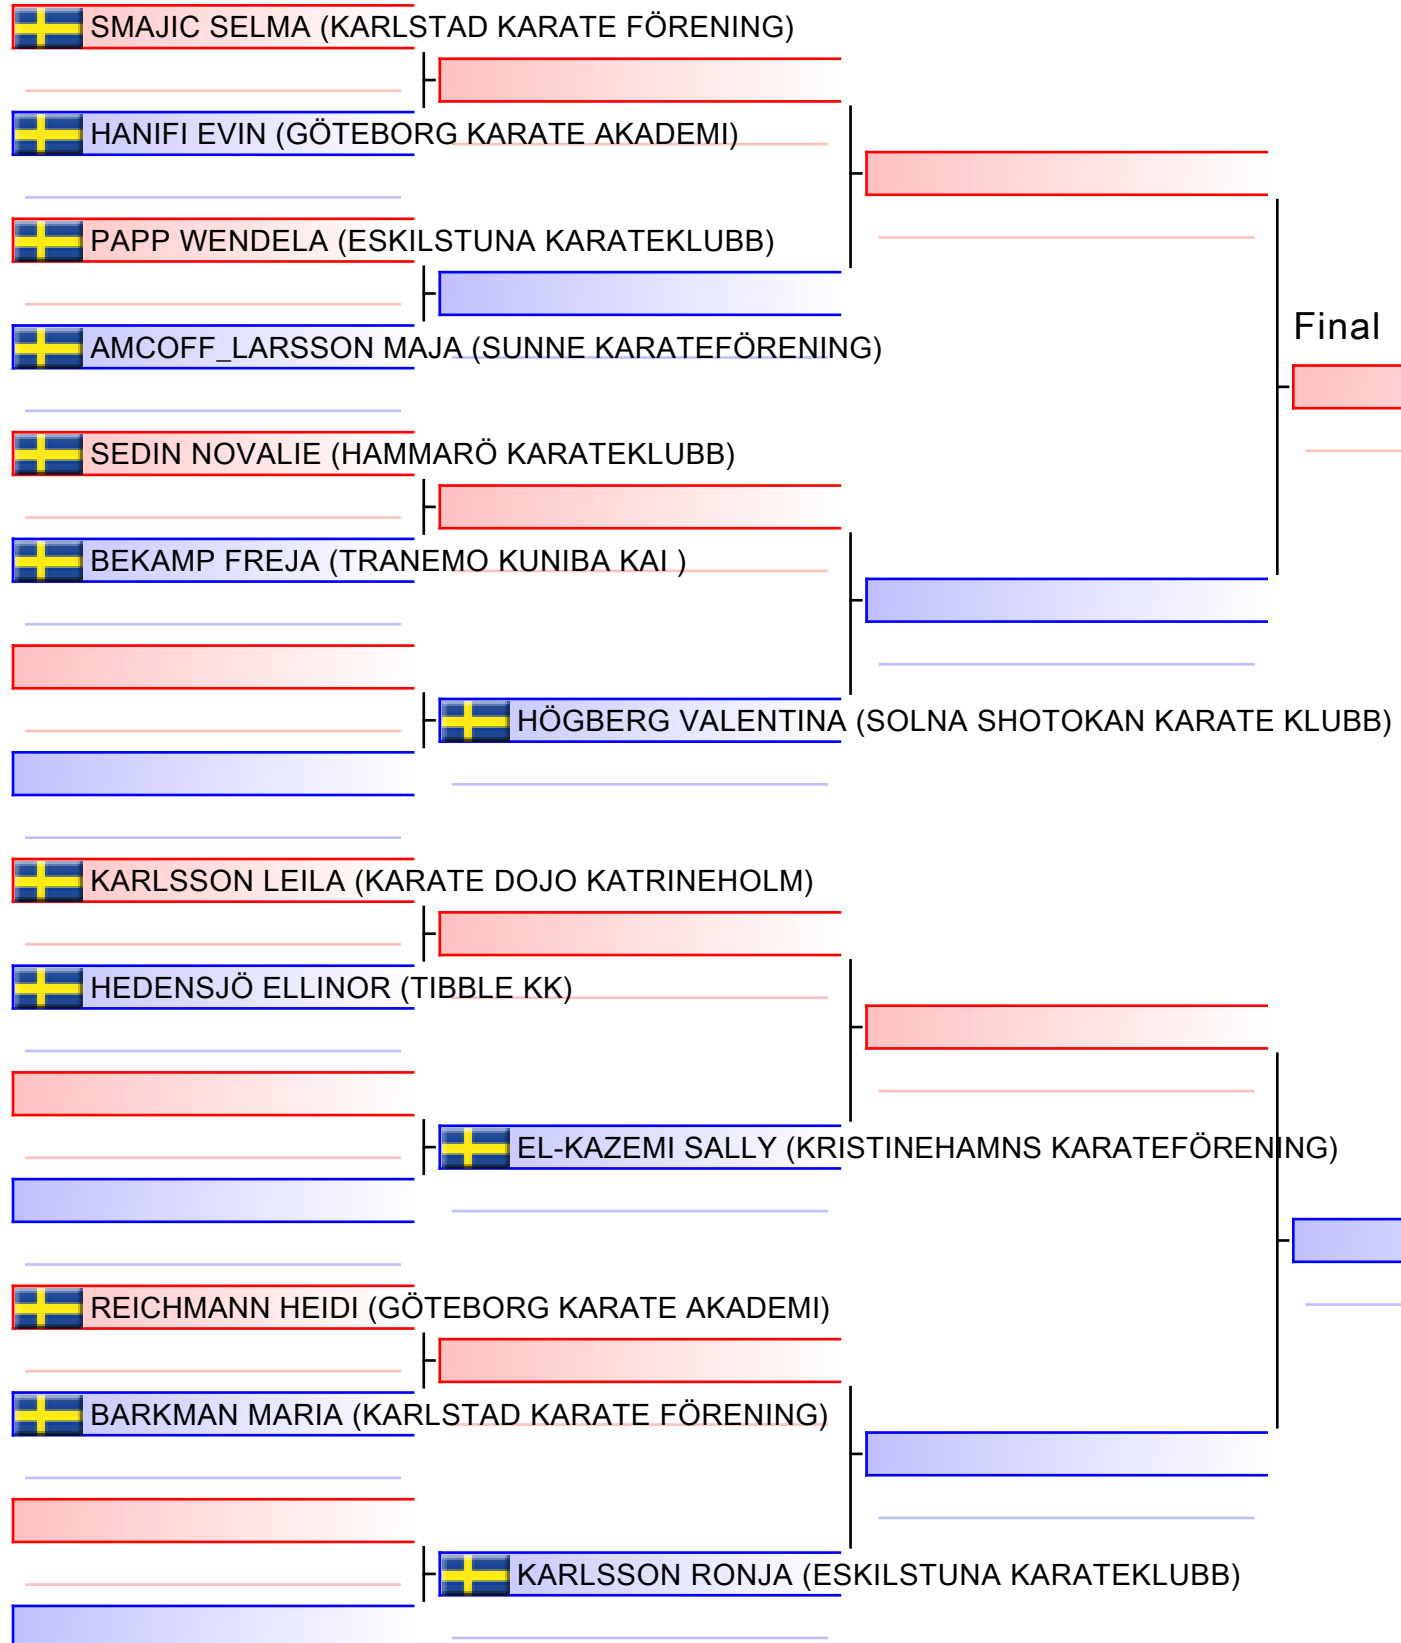 SMAJIC SELMA (KARLSTAD KARATE FÖRENING)
HANIFI EVIN (GÖTEBORG KARATE AKADEMI)
PAPP WENDELA (ESKILSTUNA KARATEKLUBB)
Final
AMCOFF_LARSSON MAJA (SUNNE KARATEFÖRENING)
SEDIN NOVALIE (HAMMARÖ KARATEKLUBB)
BEKAMP FREJA (TRANEMO KUNIBA KAI )
HÖGBERG VALENTINA (SOLNA SHOTOKAN KARATE KLUBB)
KARLSSON LEILA (KARATE DOJO KATRINEHOLM)
HEDENSJÖ ELLINOR (TIBBLE KK)
EL-KAZEMI SALLY (KRISTINEHAMNS KARATEFÖRENING)
REICHMANN HEIDI (GÖTEBORG KARATE AKADEMI)
BARKMAN MARIA (KARLSTAD KARATE FÖRENING)
KARLSSON RONJA (ESKILSTUNA KARATEKLUBB)